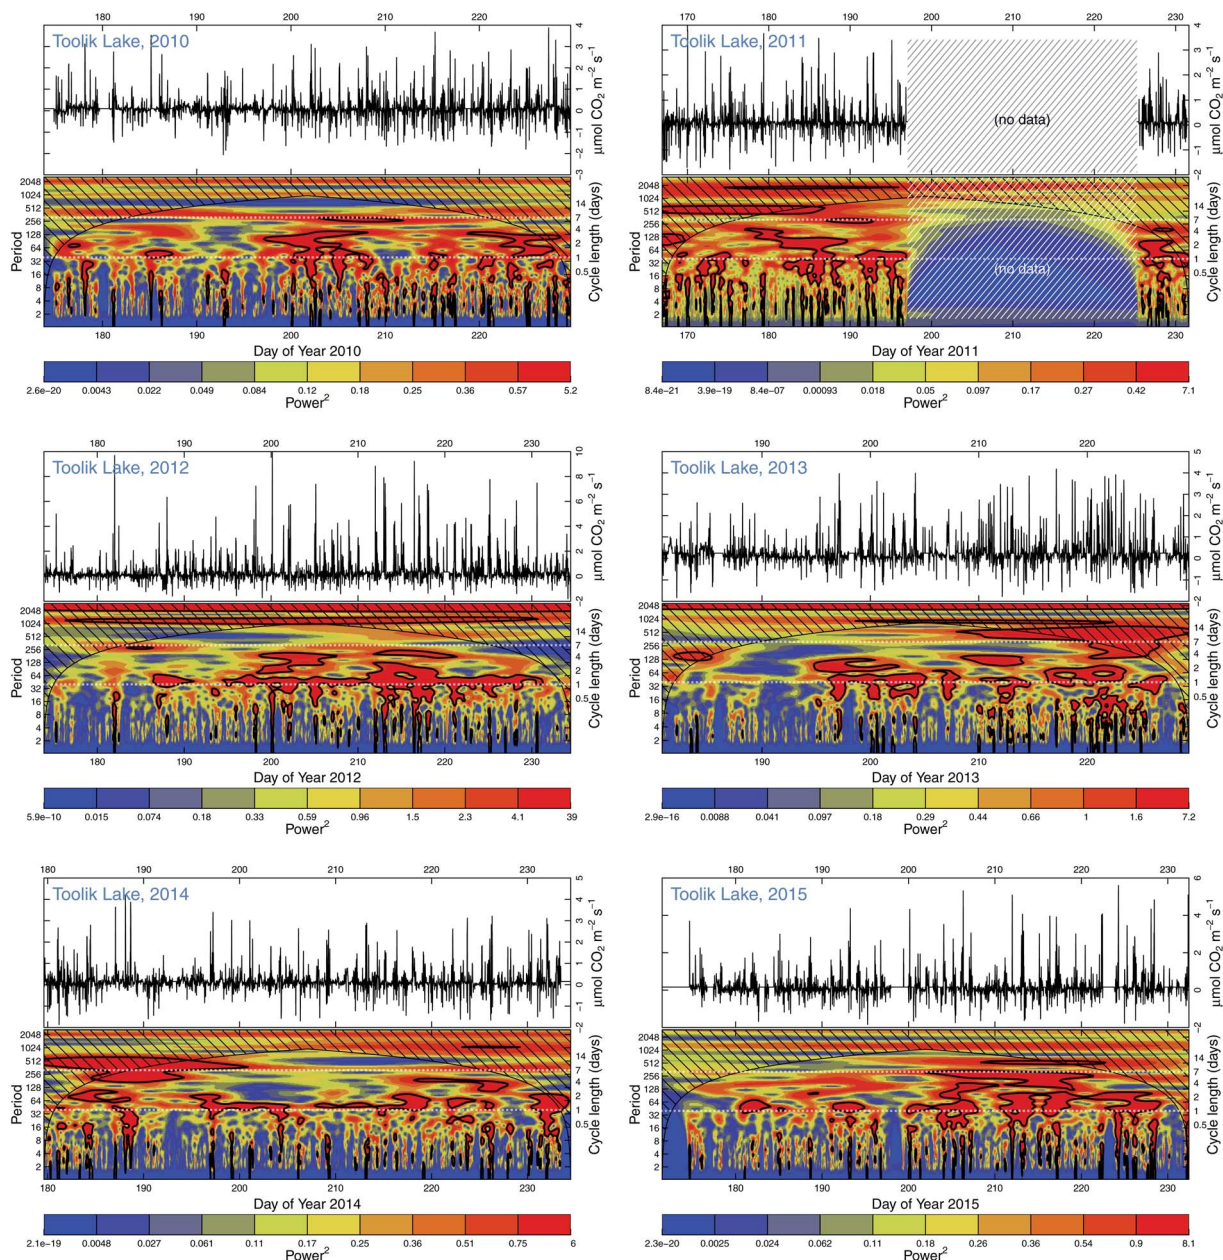 180 190 200 210 220
170 180 190 200 210 220 230
Toolik Lake, 2010
4
3
2
1
0
−1
−2
−3
µmol CO2 m−2 s−1
Toolik Lake, 2011
(no data)
4
3
2
1
0
−1
−2
µmol CO2 m−2 s−1
Period
2048
1024
512
256
128
64
32
16
8
4
2
14
7
4
2
1
0.5
Cycle length (days)
Period
2048
1024
512
256
128
64
32
16
8
4
2
(no data)
14
7
4
2
1
0.5
Cycle length (days)
180 190 200 210 220
Day of Year 2010
170 180 190 200 210 220 230
Day of Year 2011
2.6e−20 0.0043 0.022 0.049 0.084 0.12 0.18 0.25 0.36 0.57 5.2
Power2
8.4e−21 3.9e−19 8.4e−07 0.00093 0.018 0.05 0.097 0.17 0.27 0.42 7.1
Power2
180 190 200 210 220 230
190 200 210 220
Toolik Lake, 2012
10
8
6
4
2
0
−2
µmol CO2 m−2 s−1
Toolik Lake, 2013
5
4
3
2
1
0
−1
−2
µmol CO2 m−2 s−1
Period
2048
1024
512
256
128
64
32
16
8
4
2
14
7
4
2
1
0.5
Cycle length (days)
Period
2048
1024
512
256
128
64
32
16
8
4
2
14
7
4
2
1
0.5
Cycle length (days)
180 190 200 210 220 230
Day of Year 2012
190 200 210 220
Day of Year 2013
5.9e−10 0.015 0.074 0.18 0.33 0.59 0.96 1.5 2.3 4.1 39
Power2
2.9e−16 0.0088 0.041 0.097 0.18 0.29 0.44 0.66 1 1.6 7.2
Power2
180 190 200 210 220 230
180 190 200 210 220 230
Toolik Lake, 2014
5
4
3
2
1
0
−1
−2
µmol CO2 m−2 s−1
Toolik Lake, 2015
6
4
2
0
−2
µmol CO2 m−2 s−1
Period
2048
1024
512
256
128
64
32
16
8
4
2
14
7
4
2
1
0.5
Cycle length (days)
Period
2048
1024
512
256
128
64
32
16
8
4
2
14
7
4
2
1
0.5
Cycle length (days)
180 190 200 210 220 230
Day of Year 2014
172 181 190 200 210 220 230
Day of Year 2015
2.1e−19 0.0048 0.027 0.061 0.11 0.17 0.25 0.36 0.51 0.75 6
Power2
2.3e−20 0.0025 0.024 0.062 0.11 0.18 0.26 0.36 0.54 0.9 8.1
Power2